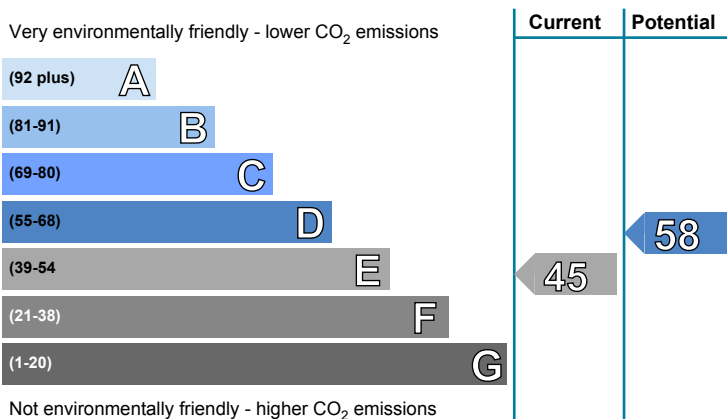 Current Potential
Very environmentally friendly - lower CO2 emissions
(92 plus) A
(81-91) B
(69-80) C
(55-68) D
58
(39-54 E
45
(21-38) F
(1-20) G
Not environmentally friendly - higher CO2 emissions